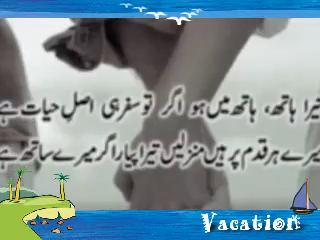 تیرا ہاتھ، ہاتھ میں ہو اگر تو سفر ہی اصلِ حیات ہے
میرے ہر قدم پر ہیں منزلیں تیرا پیار اگر میرے ساتھ ہے
Vacation